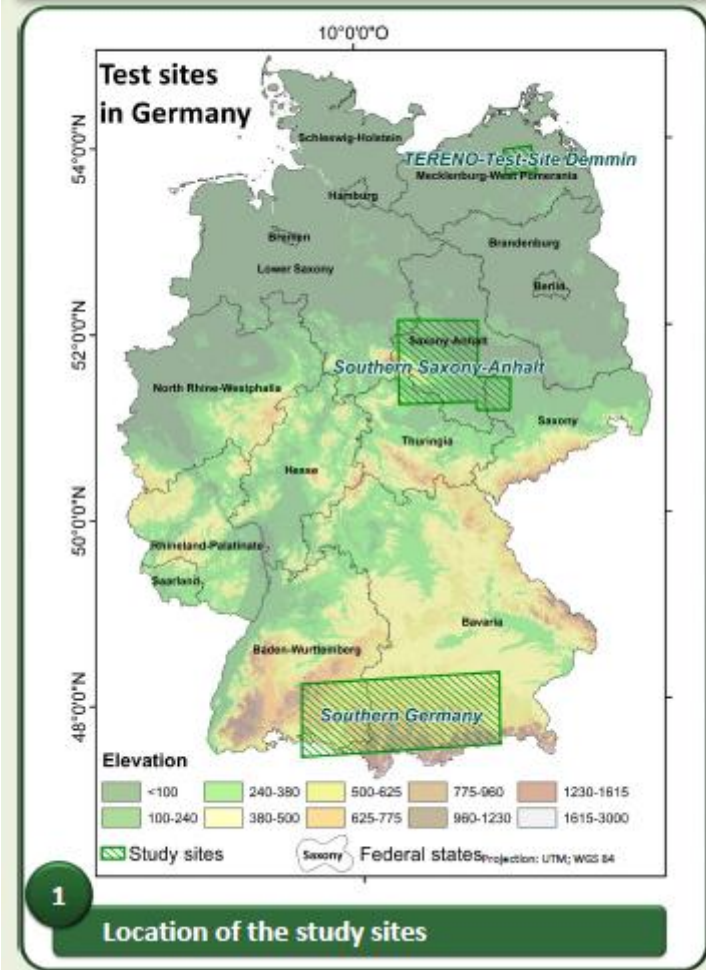 10°0'0"O
Test sites
in Germany
54°0'0"N
Schleswig-Holstein
TERENO-Test-Site Demmin
Mecklenburg-West Pomerania
Hamburg
Bremen
Brandenburg
Lower Saxony
Berlin
52°0'0"N
Saxony-Anhalt
Southern Saxony-Anhalt
North Rhine-Westphalia
Saxony
Thuringia
Hesse
50°0'0"N
Rhineland-Palatinate
Saarland
Bavaria
Baden-Wurttemberg
48°0'0"N
Southern Germany
Elevation
<100 240-380 500-625 775-960 1230-1615
100-240 380-500 625-775 960-1230 1615-3000
Study sites Saxony Federal states Projection: UTM; WGS 84
1
Location of the study sites